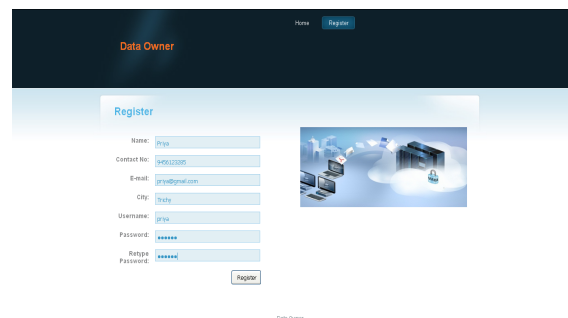 Home Register
Data Owner
Register
Name: Priya
Contact No: 9456123285
E-mail: priya@gmail.com
City: Trichy
Username: priya
Password: ●●●●●●
Retype
Password: ●●●●●●
Register